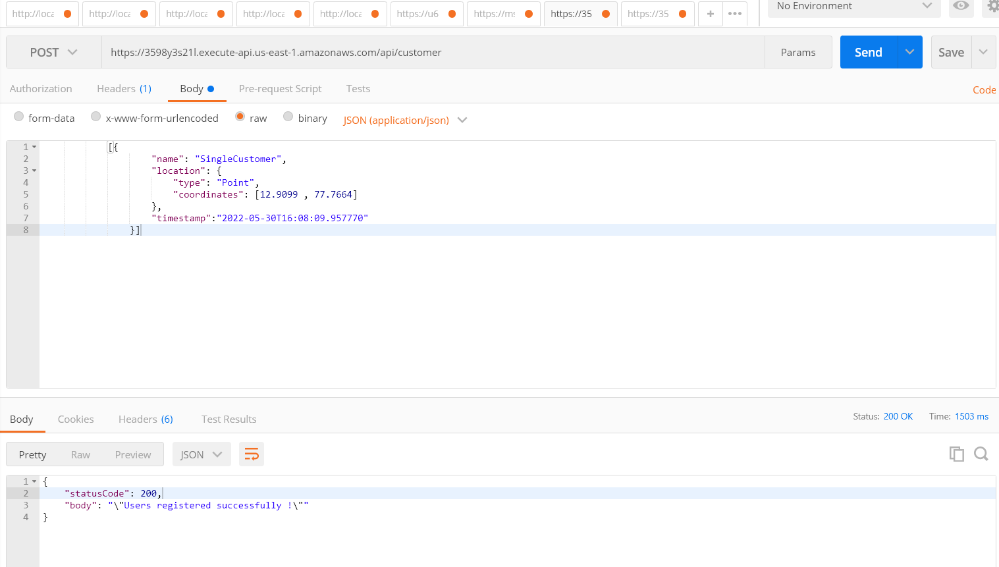 http://loca http://loca http://loca http://loca http://loca https://u6 https://ms https://35 https://35 + ••• No Environment
POST https://3598y3s21l.execute-api.us-east-1.amazonaws.com/api/customer Params Send Save
Authorization Headers (1) Body Pre-request Script Tests Code
form-data x-www-form-urlencoded raw binary JSON (application/json)
1 [{
2 "name": "SingleCustomer",
3 "location": {
4 "type": "Point",
5 "coordinates": [12.9099 , 77.7664]
6 },
7 "timestamp":"2022-05-30T16:08:09.957770"
8 }]
Body Cookies Headers (6) Test Results Status: 200 OK Time: 1503 ms
Pretty Raw Preview JSON
1 {
2 "statusCode": 200,
3 "body": "\"Users registered successfully !\""
4 }